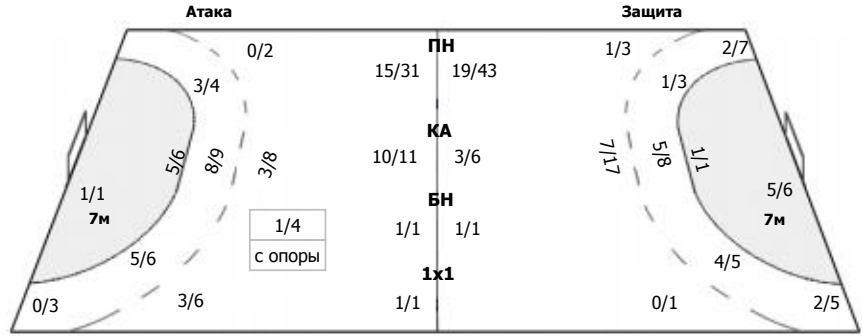 Атака Защита
0/2 ПН 1/3 2/7
15/31 19/43
3/4 1/3
КА
5/6 8/9 3/8 10/11 3/6 7/17 5/8 1/1
1/1 5/6
7м БН 7м
1/4 1/1 1/1
5/6 с опоры 4/5
1x1
0/3 3/6 1/1 0/1 2/5